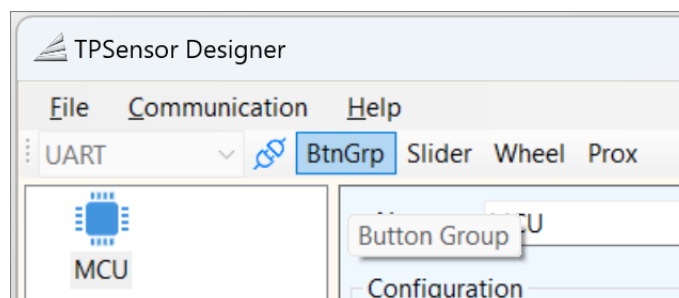 TPSensor Designer
File Communication Help
UART BtnGrp Slider Wheel Prox
Button Group
MCU
Configuration